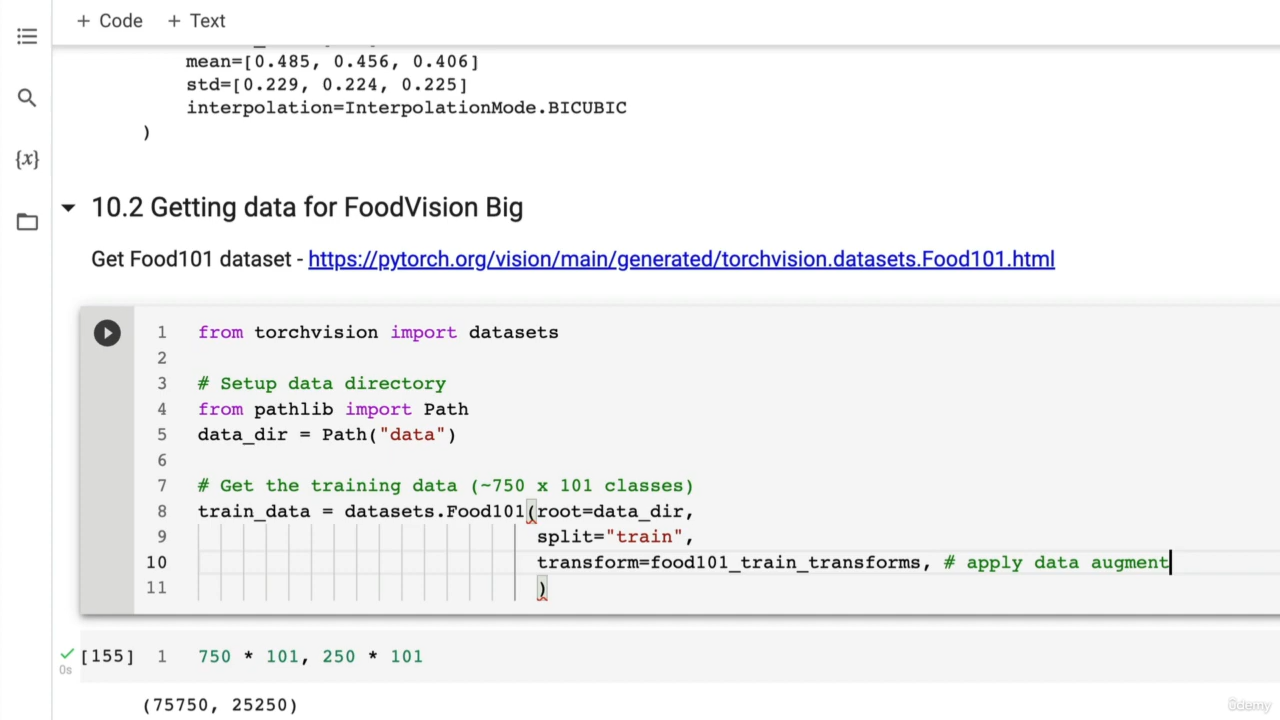 + Code + Text
mean=[0.485, 0.456, 0.406]
std=[0.229, 0.224, 0.225]
interpolation=InterpolationMode.BICUBIC
)
{x}
10.2 Getting data for FoodVision Big
Get Food101 dataset - https://pytorch.org/vision/main/generated/torchvision.datasets.Food101.html
1 from torchvision import datasets
2
3 # Setup data directory
4 from pathlib import Path
5 data_dir = Path("data")
6
7 # Get the training data (~750 x 101 classes)
8 train_data = datasets.Food101(root=data_dir,
9 split="train",
10 transform=food101_train_transforms, # apply data augment
11 )
[155] 1 750 * 101, 250 * 101
0s
(75750, 25250)
ûdemy